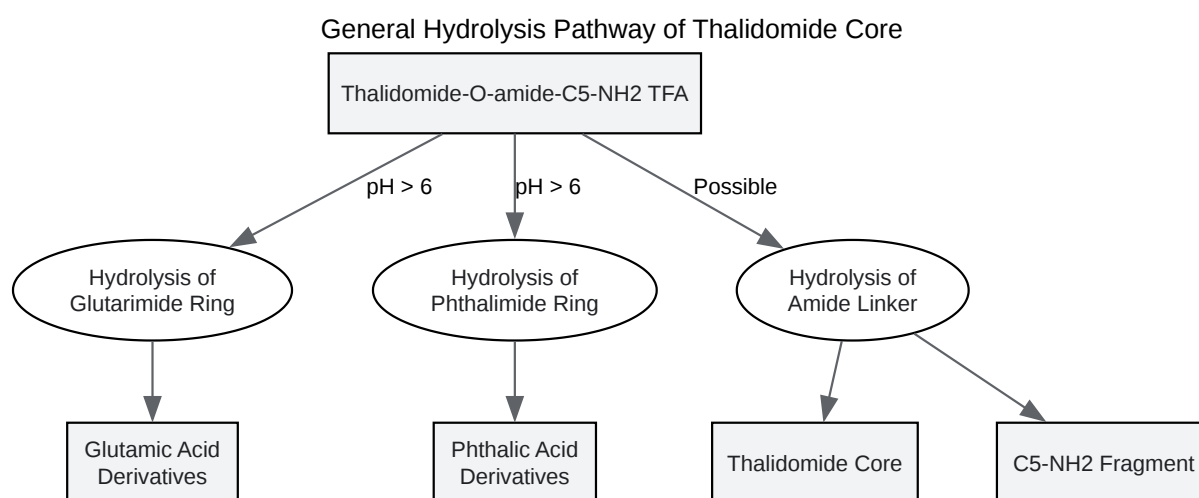 General Hydrolysis Pathway of Thalidomide Core
Thalidomide-O-amide-C5-NH2 TFA
pH > 6
pH > 6
Possible
Hydrolysis of
Glutarimide Ring
Hydrolysis of
Phthalimide Ring
Hydrolysis of
Amide Linker
Glutamic Acid
Derivatives
Phthalic Acid
Derivatives
Thalidomide Core
C5-NH2 Fragment